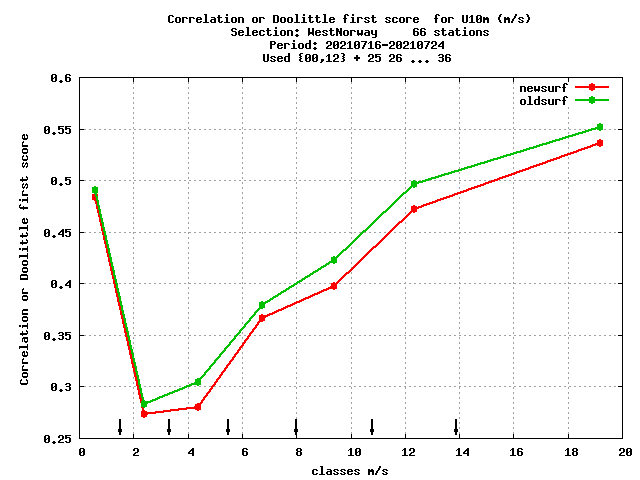 Correlation or Doolittle first score  for U10m (m/s)
Selection: WestNorway     66 stations
Period: 20210716-20210724
Used {00,12} + 25 26 ... 36
newsurf
oldsurf
0.6
0.55
0.5
0.45
0.4
0.35
0.3
0.25
Correlation or Doolittle first score
0 2 4 6 8 10 12 14 16 18 20
classes m/s